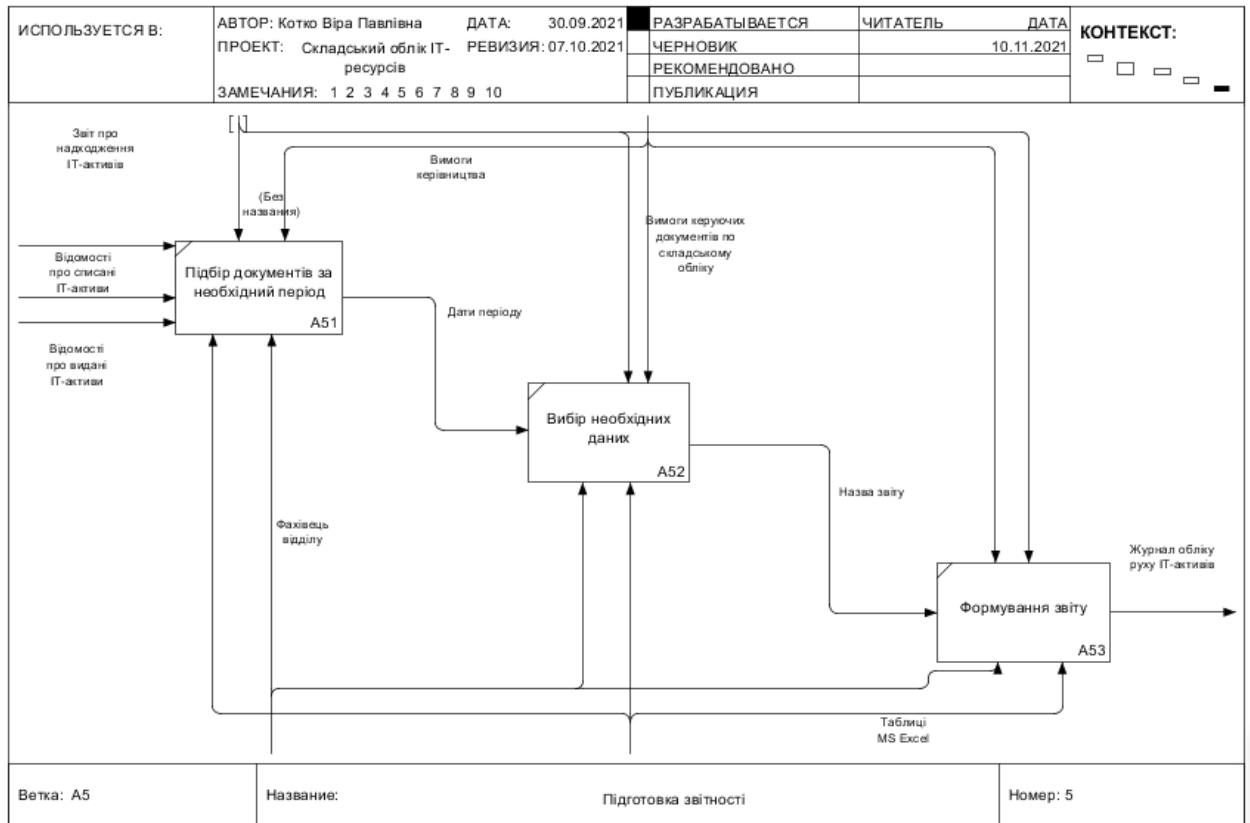 ИСПОЛЬЗУЕТСЯ В:
АВТОР: Котко Віра Павлівна
ДАТА: 30.09.2021
ПРОЕКТ: Складський облік ІТ-
ресурсів
РЕВИЗИЯ: 07.10.2021
ЗАМЕЧАНИЯ: 1 2 3 4 5 6 7 8 9 10
РАЗРАБАТЫВАЕТСЯ
ЧЕРНОВИК
РЕКОМЕНДОВАНО
ПУБЛИКАЦИЯ
ЧИТАТЕЛЬ ДАТА
10.11.2021
КОНТЕКСТ:
Звіт про
надходження
ІТ-активів
Вимоги
керівництва
(Без
названия)
Вимоги керуючих
документів по
складському
обліку
Відомості
про списані
ІТ-активи
Підбір документів за
необхідний період
А51
Дати періоду
Відомості
про видані
ІТ-активи
Вибір необхідних
даних
А52
Назва звіту
Фахівець
відділу
Журнал обліку
руху ІТ-активів
Формування звіту
А53
Таблиці
MS Excel
Ветка: А5
Название:
Підготовка звітності
Номер: 5